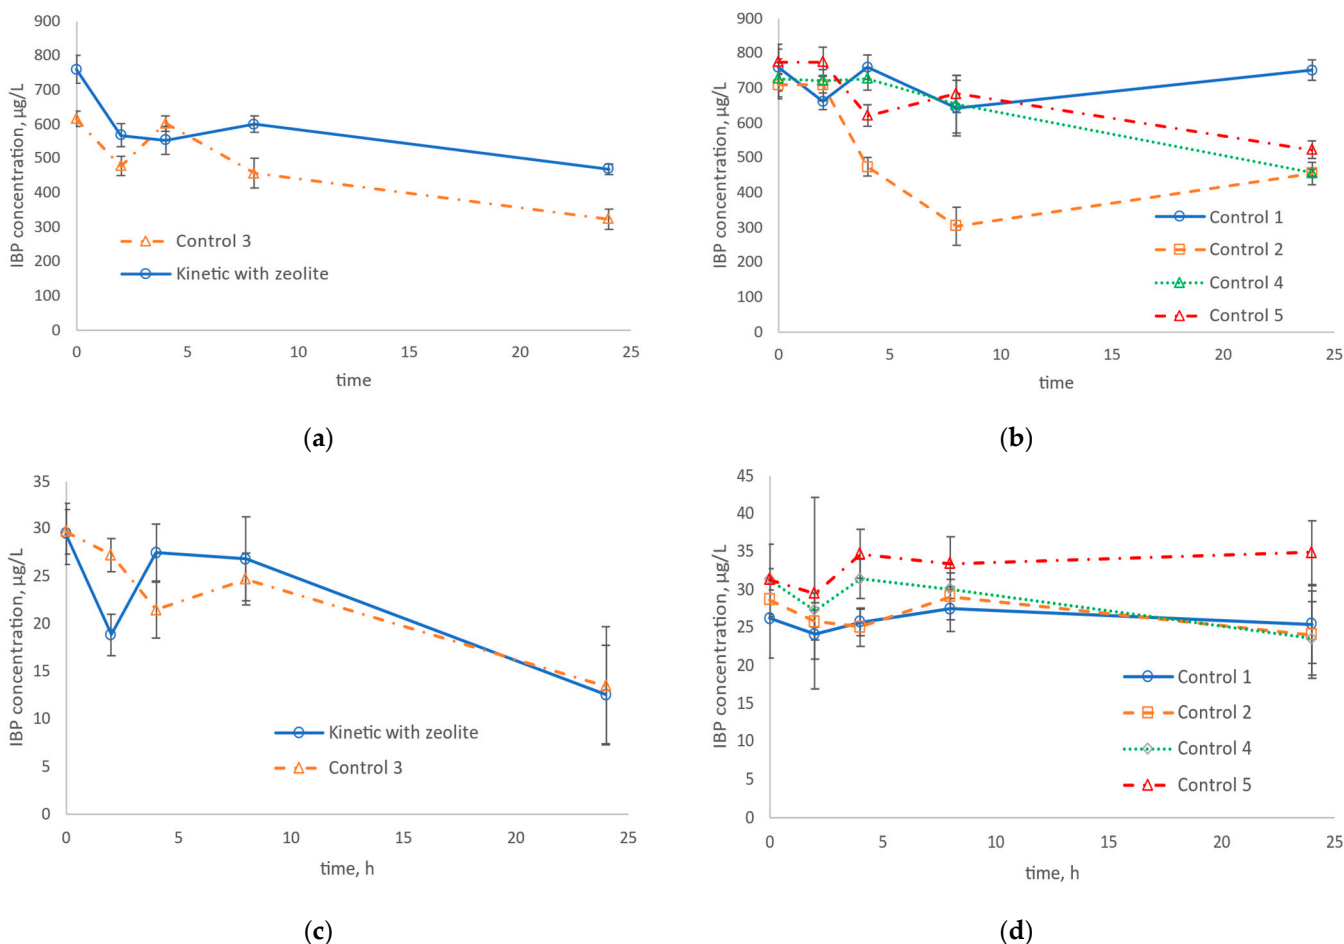 900
800
700
600
500
400
300
200
100
0
IBP concentration, µg/L
Control 3
Kinetic with zeolite
0 5 10 15 20 25
time
(a)
900
800
700
600
500
400
300
200
100
0
IBP concentration, µg/L
Control 1
Control 2
Control 4
Control 5
0 5 10 15 20 25
time
(b)
35
30
25
20
15
10
5
0
IBP concentration, µg/L
Kinetic with zeolite
Control 3
0 5 10 15 20 25
time, h
(c)
45
40
35
30
25
20
15
10
5
0
IBP concentration, µg/L
Control 1
Control 2
Control 4
Control 5
0 5 10 15 20 25
time, h
(d)